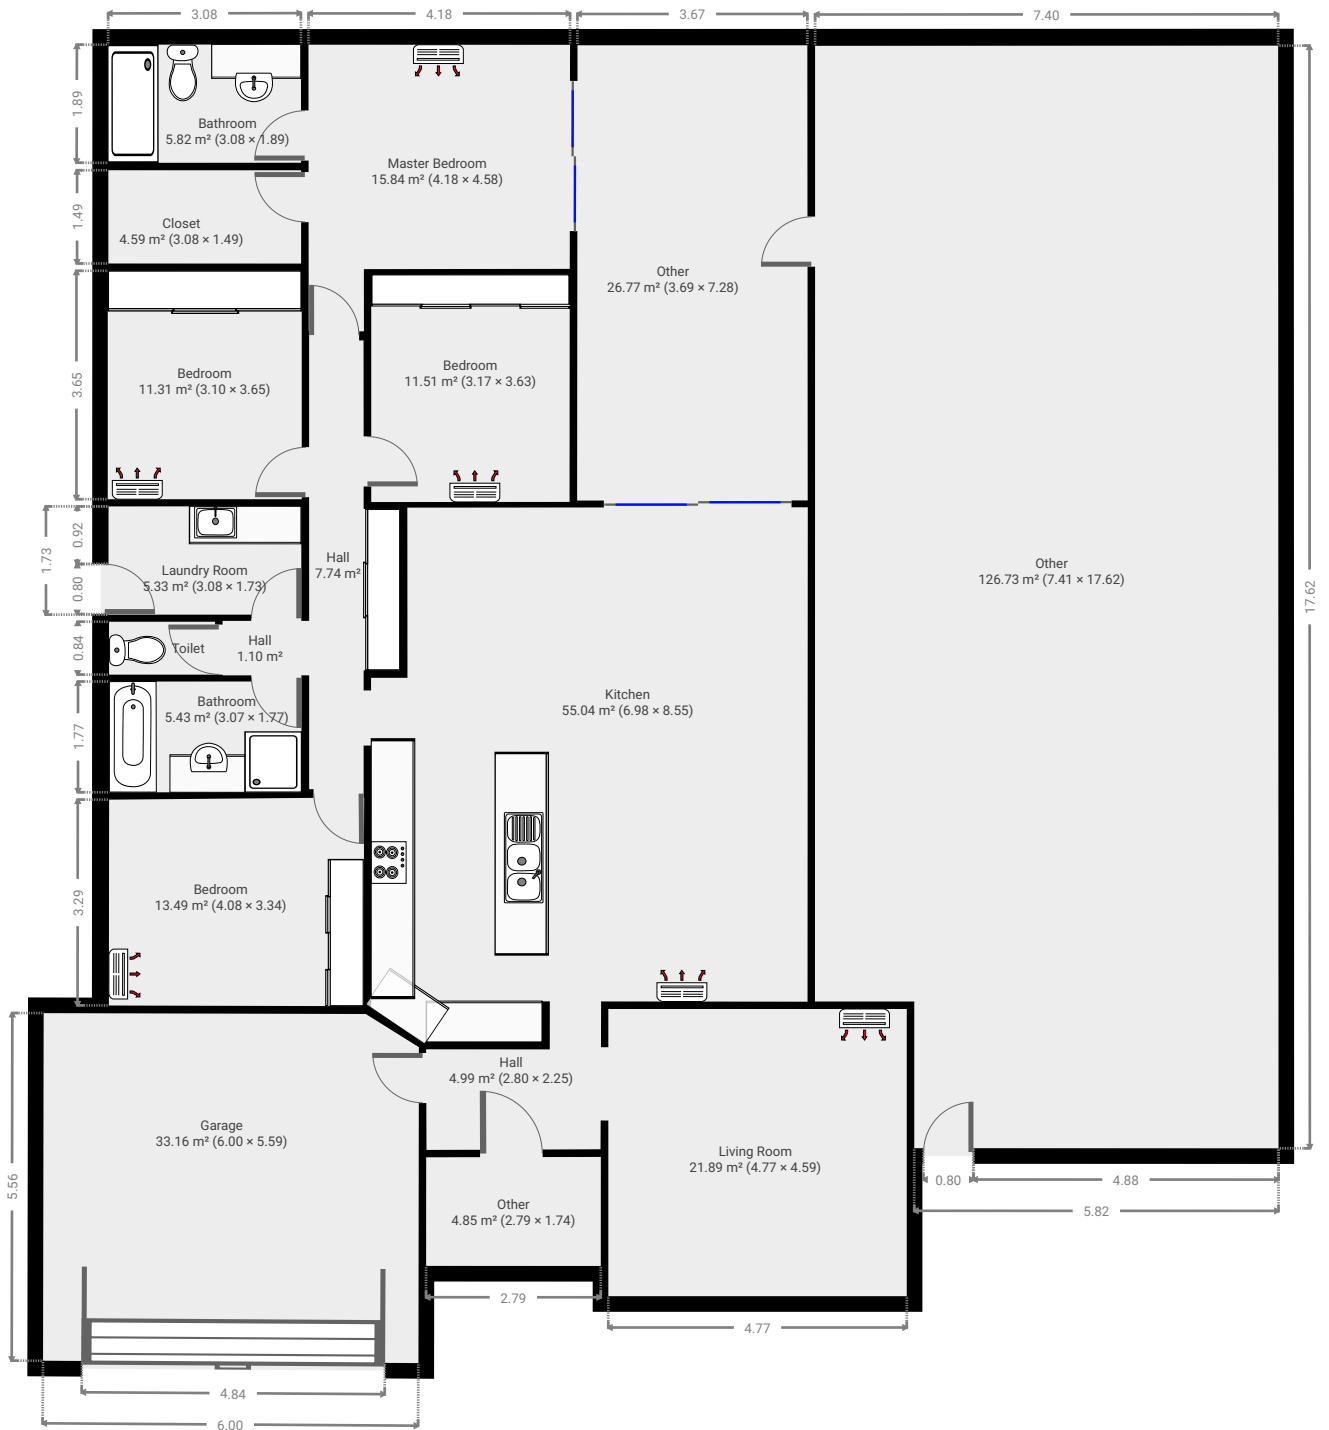 3.08
4.18
3.67
7.40
1.89
Bathroom
5.82 m² (3.08 × 1.89)
Master Bedroom
15.84 m² (4.18 × 4.58)
1.49
Closet
4.59 m² (3.08 × 1.49)
Other
26.77 m² (3.69 × 7.28)
3.65
Bedroom
11.31 m² (3.10 × 3.65)
Bedroom
11.51 m² (3.17 × 3.63)
1.73
0.92
0.80
Laundry Room
5.33 m² (3.08 × 1.73)
Hall
7.74 m²
Other
126.73 m² (7.41 × 17.62)
17.62
0.84
Toilet
Hall
1.10 m²
1.77
Bathroom
5.43 m² (3.07 × 1.77)
Kitchen
55.04 m² (6.98 × 8.55)
3.29
Bedroom
13.49 m² (4.08 × 3.34)
Hall
4.99 m² (2.80 × 2.25)
5.56
Garage
33.16 m² (6.00 × 5.59)
Living Room
21.89 m² (4.77 × 4.59)
0.80
4.88
5.82
Other
4.85 m² (2.79 × 1.74)
2.79
4.77
4.84
6.00